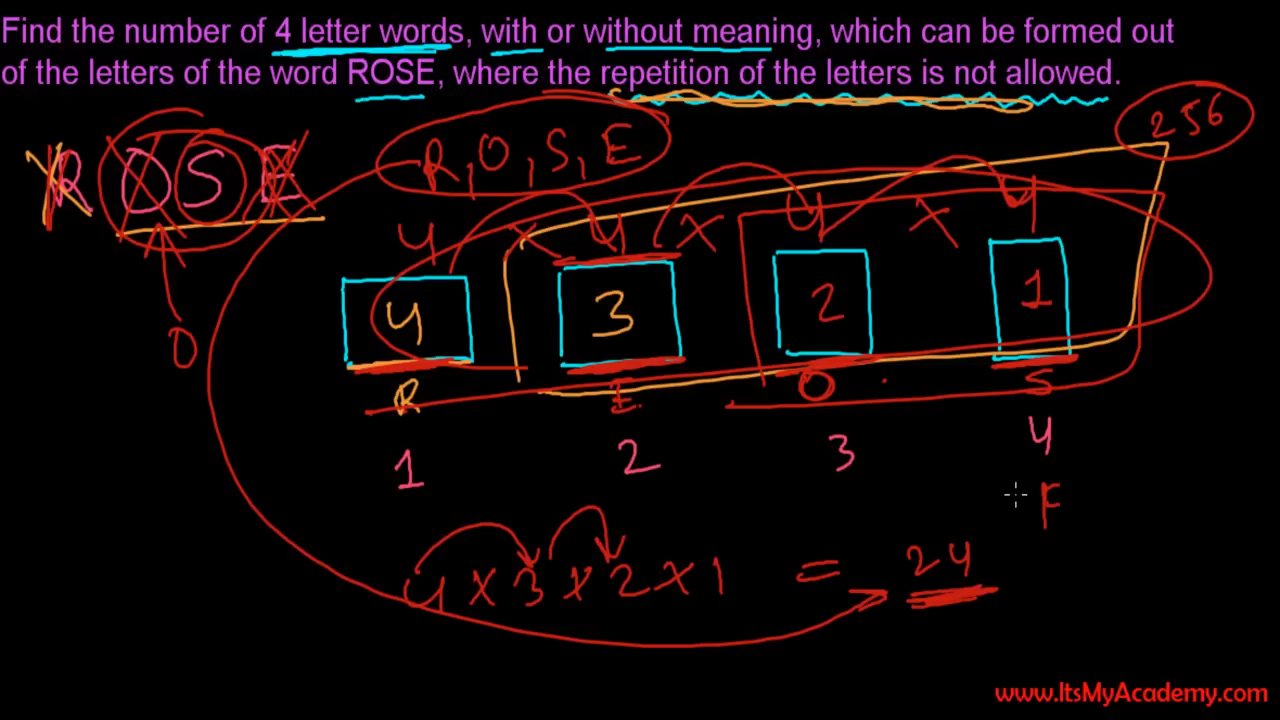 Find the number of 4 letter words, with or without meaning, which can be formed out
of the letters of the word ROSE, where the repetition of the letters is not allowed.
256
R O S E
R, O, S, E
4 x 4 x 4 x 4
4 3 2 1
O
R E O S
1 2 3 4
F
4 x 3 x 2 x 1 = 24
www.ItsMyAcademy.com